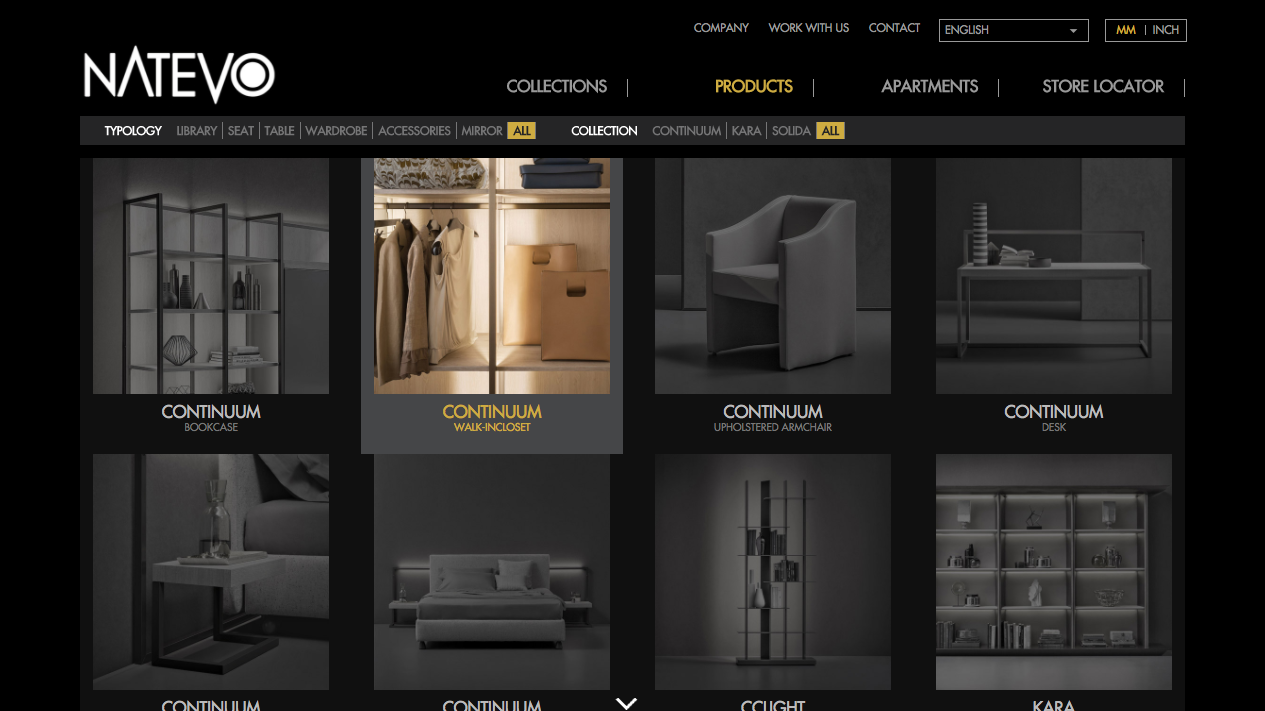 COMPANY WORK WITH US CONTACT ENGLISH MM | INCH
NATEVO
COLLECTIONS | PRODUCTS | APARTMENTS | STORE LOCATOR |
TYPOLOGY LIBRARY | SEAT | TABLE | WARDROBE | ACCESSORIES | MIRROR ALL COLLECTION CONTINUUM | KARA | SOLIDA ALL
CONTINUUM
BOOKCASE
CONTINUUM
WALK-INCLOSET
CONTINUUM
UPHOLSTERED ARMCHAIR
CONTINUUM
DESK
CONTINUUM
CONTINUUM
CCLIGHT
KARA